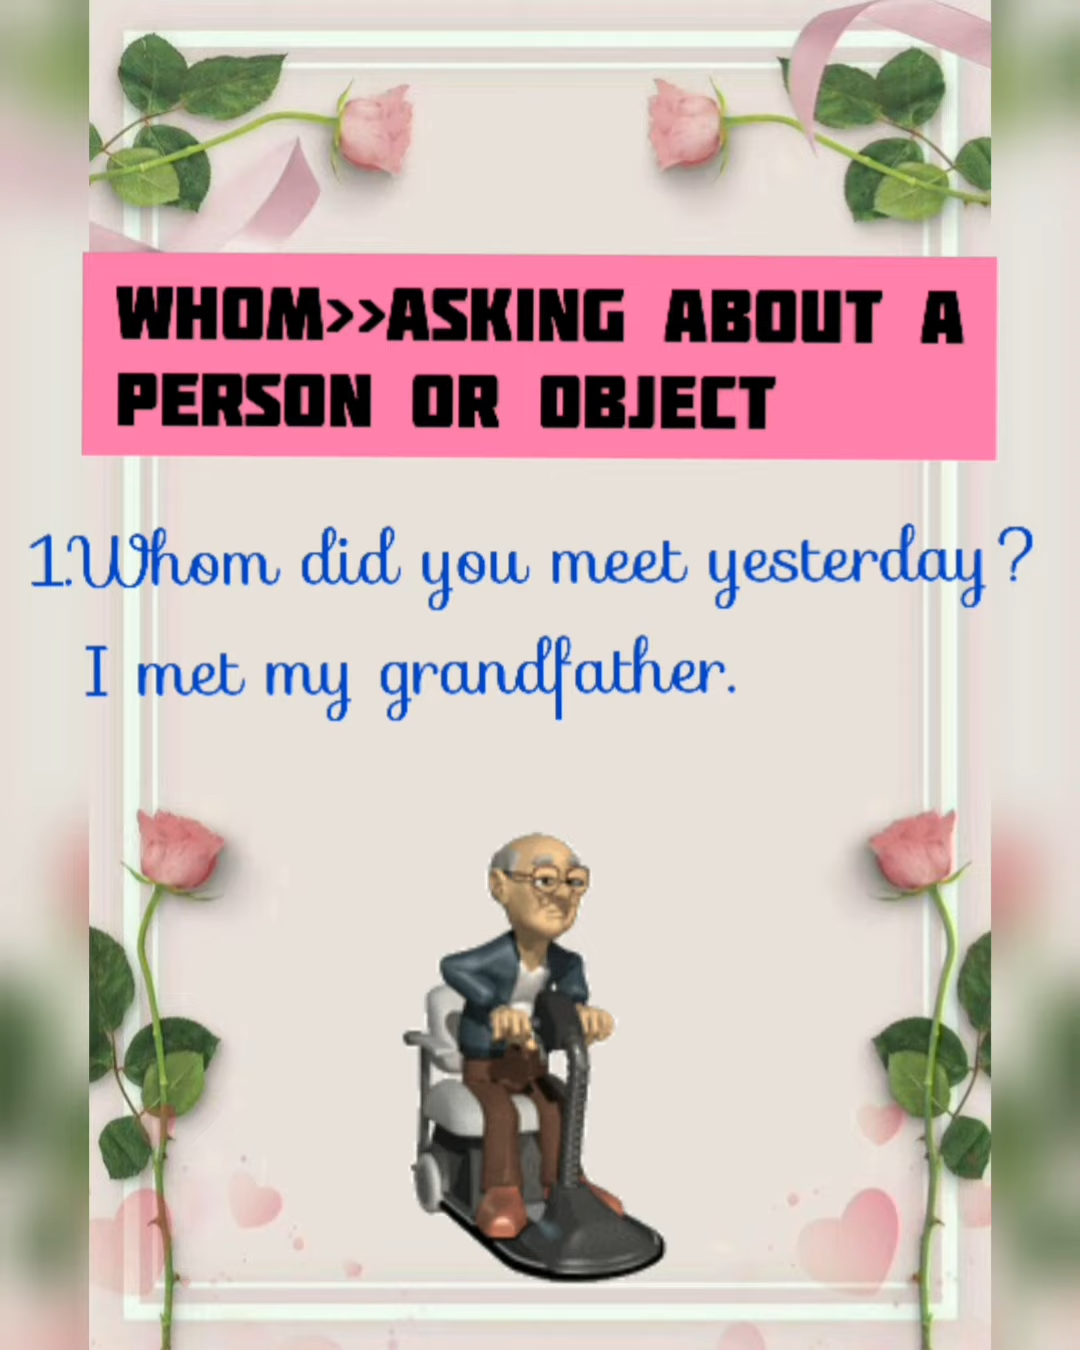 WHOM>>ASKING ABOUT A
PERSON OR OBJECT
1.Whom did you meet yesterday?
I met my grandfather.